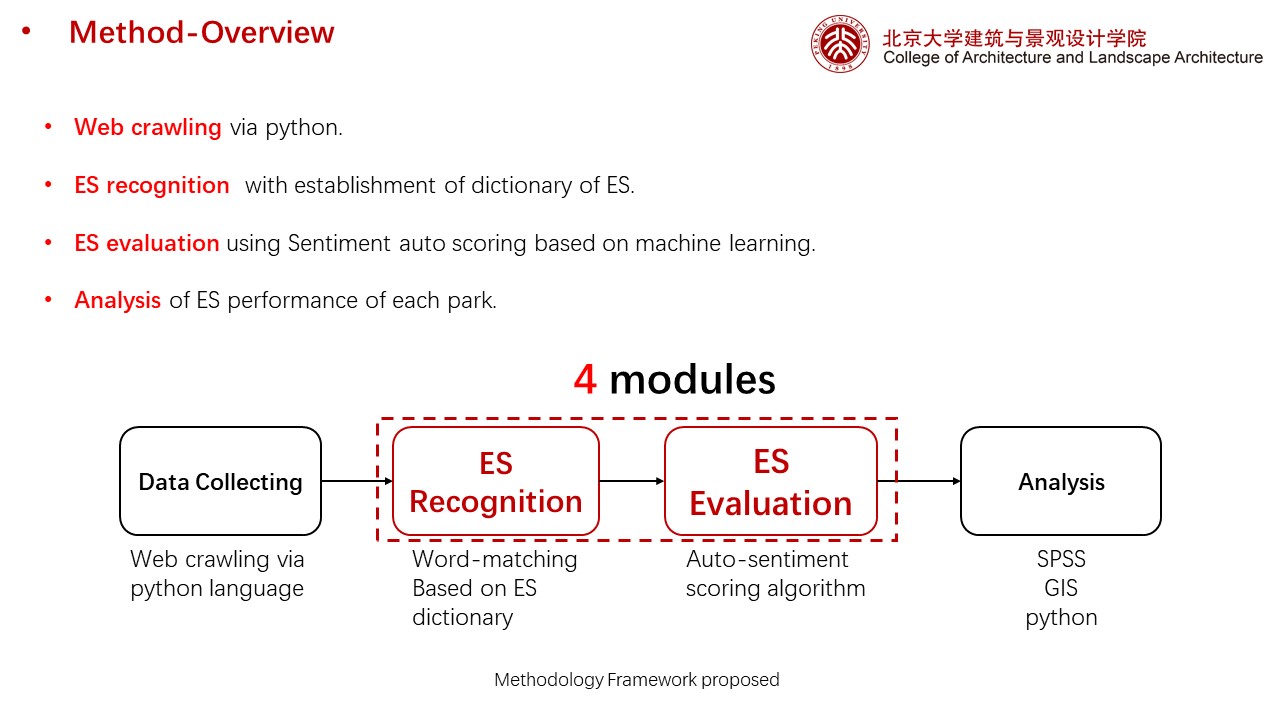 • Method-Overview
PEKING UNIVERSITY
1898
北京大学建筑与景观设计学院
College of Architecture and Landscape Architecture
• Web crawling via python.
• ES recognition with establishment of dictionary of ES.
• ES evaluation using Sentiment auto scoring based on machine learning.
• Analysis of ES performance of each park.
4 modules
Data Collecting
ES
Recognition
ES
Evaluation
Analysis
Web crawling via
python language
Word-matching
Based on ES
dictionary
Auto-sentiment
scoring algorithm
SPSS
GIS
python
Methodology Framework proposed